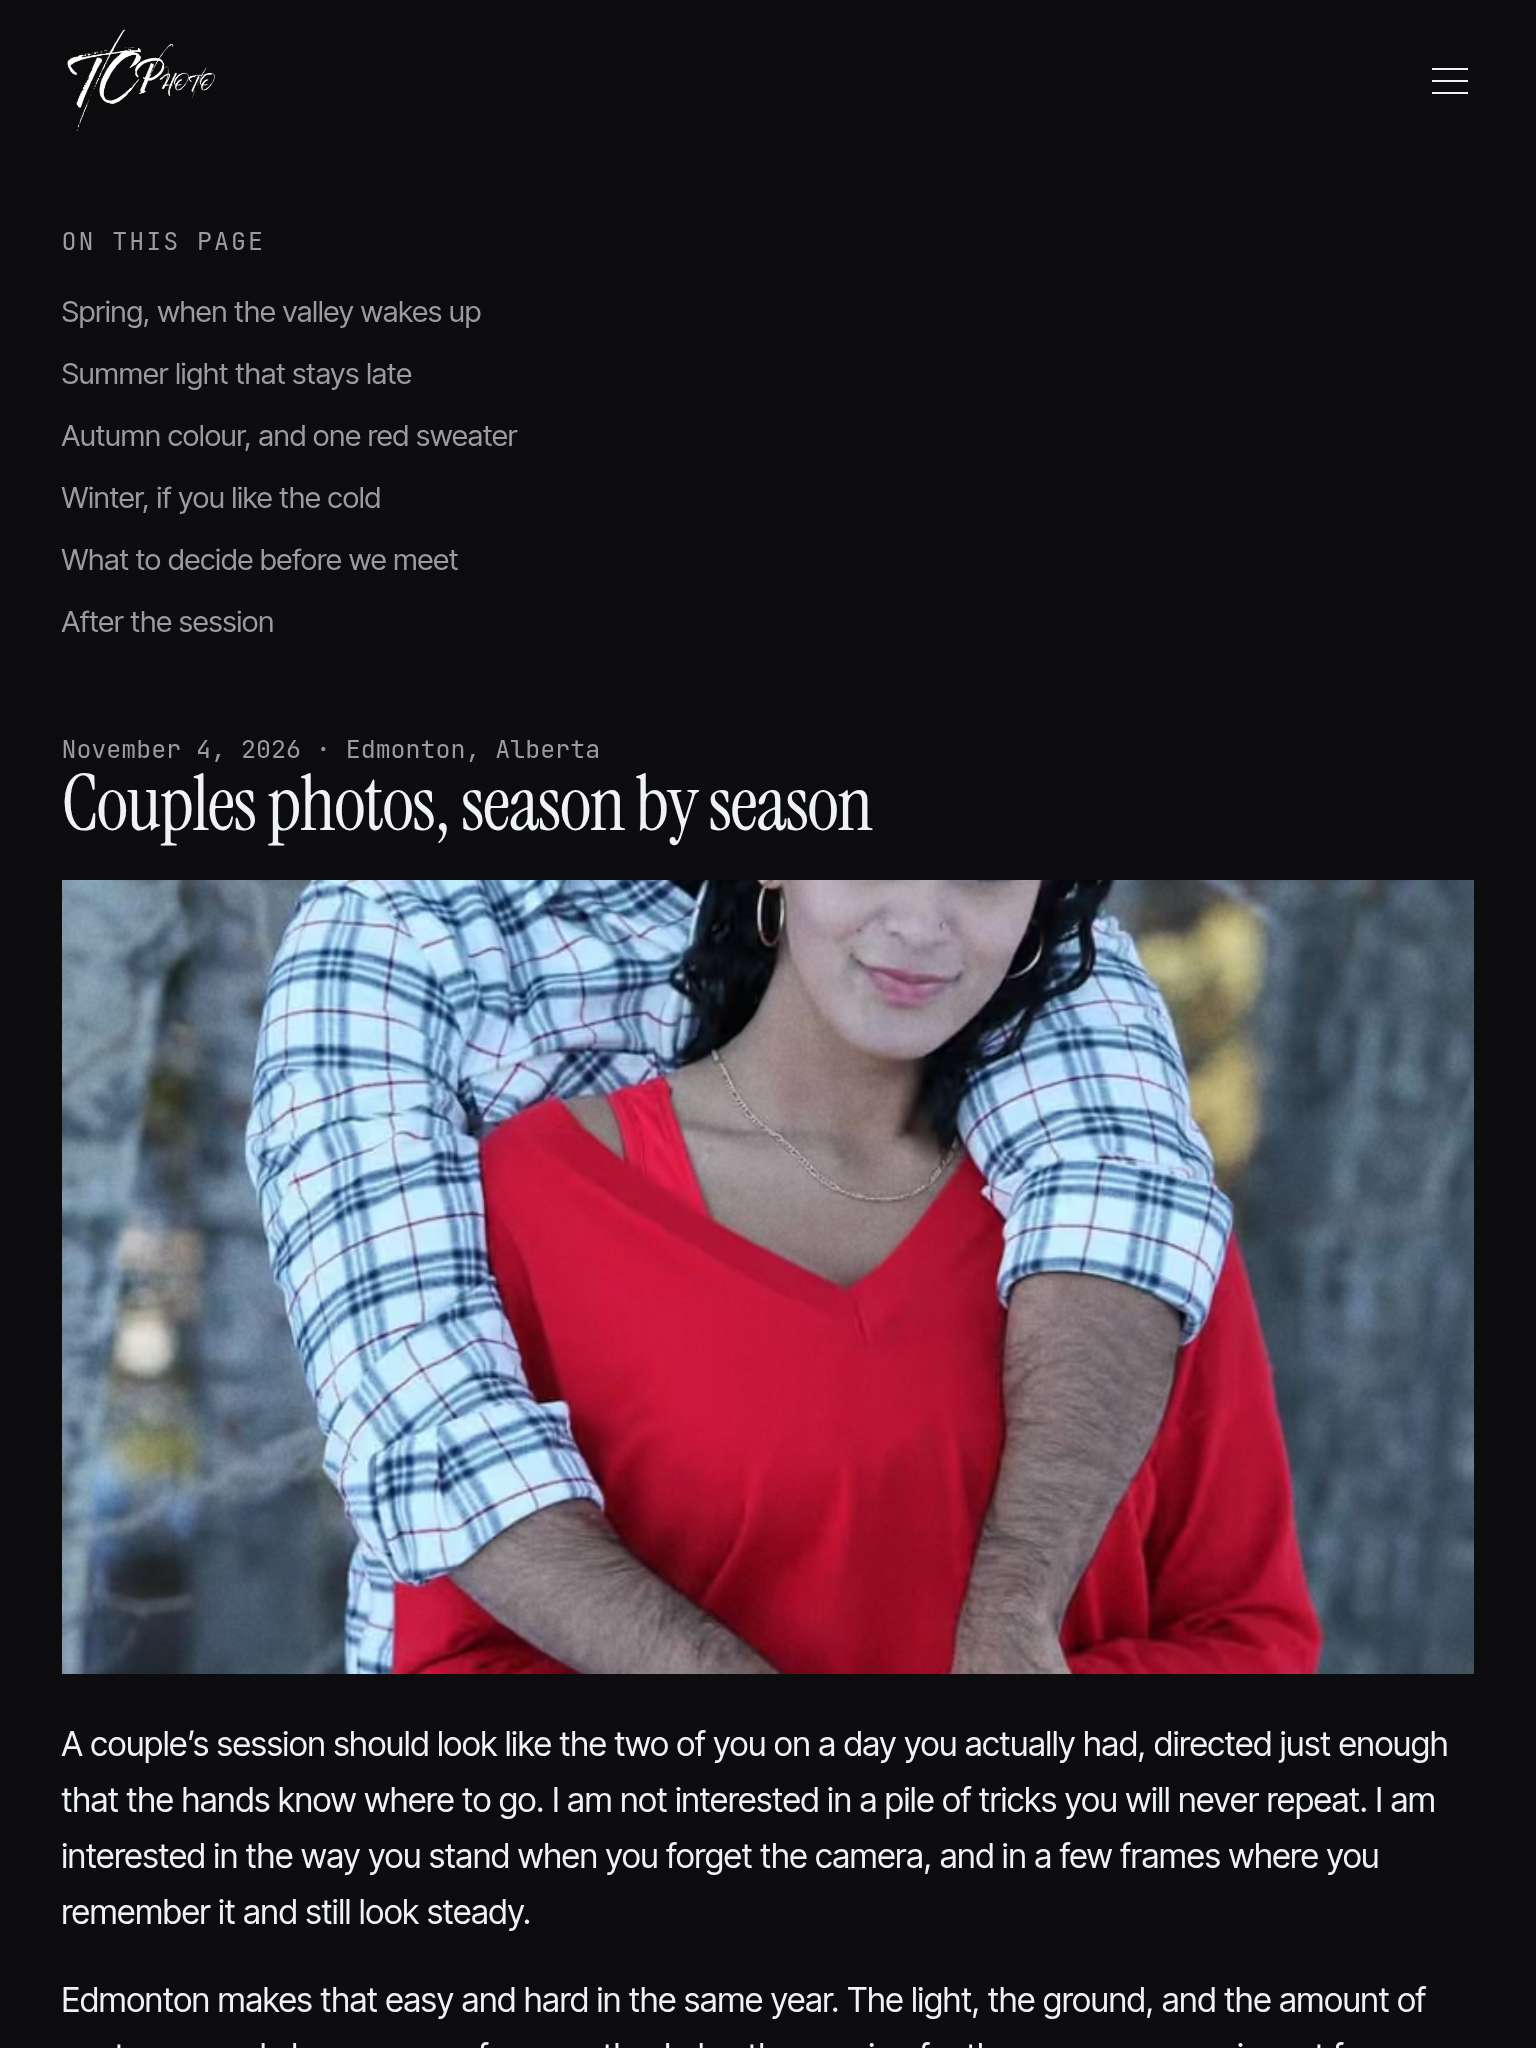 TCPHOTO
ON THIS PAGE
Spring, when the valley wakes up
Summer light that stays late
Autumn colour, and one red sweater
Winter, if you like the cold
What to decide before we meet
After the session
November 4, 2026 · Edmonton, Alberta
Couples photos, season by season
A couple’s session should look like the two of you on a day you actually had, directed just enough
that the hands know where to go. I am not interested in a pile of tricks you will never repeat. I am
interested in the way you stand when you forget the camera, and in a few frames where you
remember it and still look steady.
Edmonton makes that easy and hard in the same year. The light, the ground, and the amount of